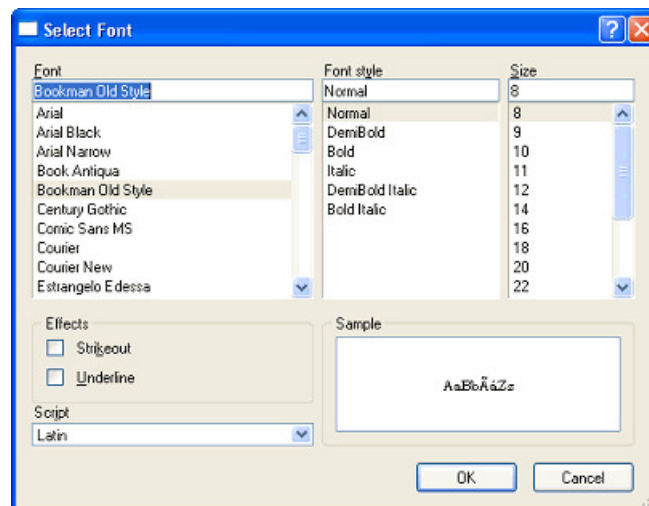 Select Font
Font
Font style
Size
Bookman Old Style
Normal
8
Arial
Arial Black
Arial Narrow
Book Antiqua
Bookman Old Style
Century Gothic
Comic Sans MS
Courier
Courier New
Estrangelo Edessa
Normal
DemiBold
Bold
Italic
DemiBold Italic
Bold Italic
8
9
10
11
12
14
16
18
20
22
Effects
Strikeout
Underline
Script
Latin
Sample
AaBbÃáZz
OK
Cancel